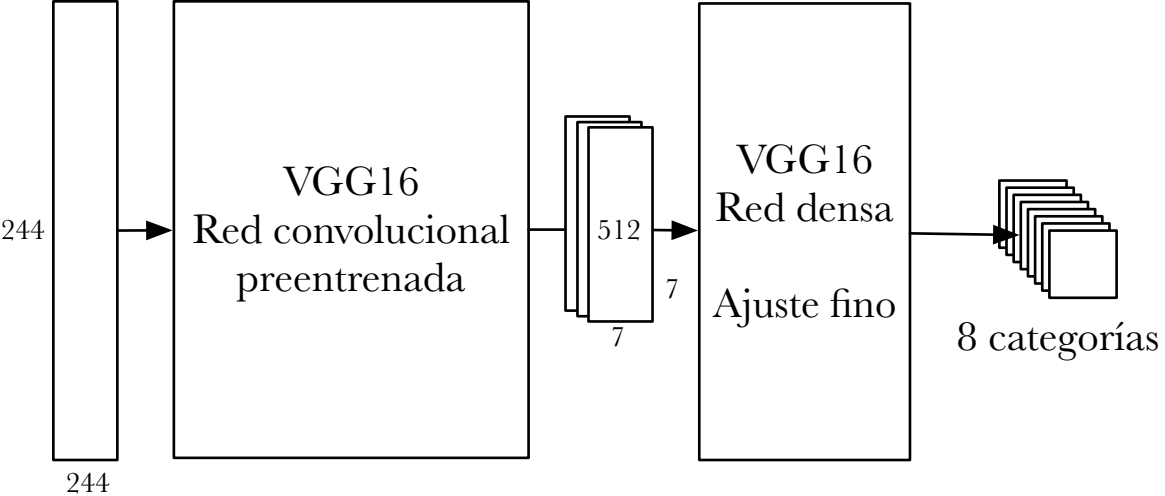 244
244
VGG16
Red convolucional
preentrenada
512
7
7
VGG16
Red densa
Ajuste fino
8 categorías